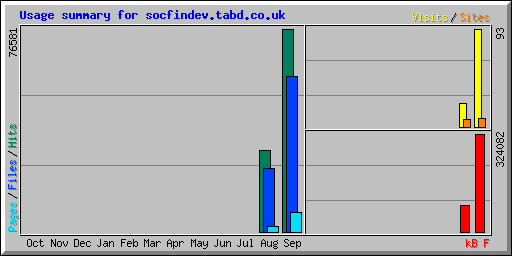 Usage summary for socfindev.tabd.co.uk
Visits/Sites
76581
93
Pages/Files/Hits
324082
Oct Nov Dec Jan Feb Mar Apr May Jun Jul Aug Sep
kB F